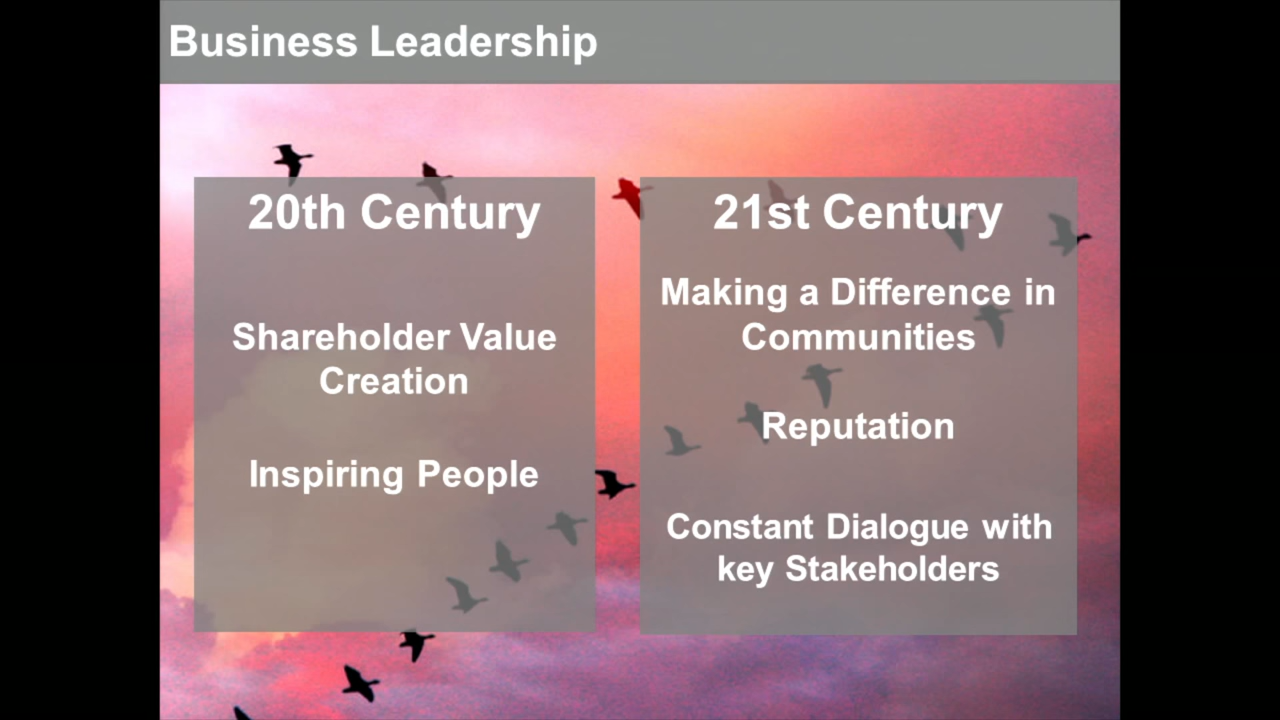 Business Leadership
20th Century
Shareholder Value
Creation
Inspiring People
21st Century
Making a Difference in
Communities
Reputation
Constant Dialogue with
key Stakeholders